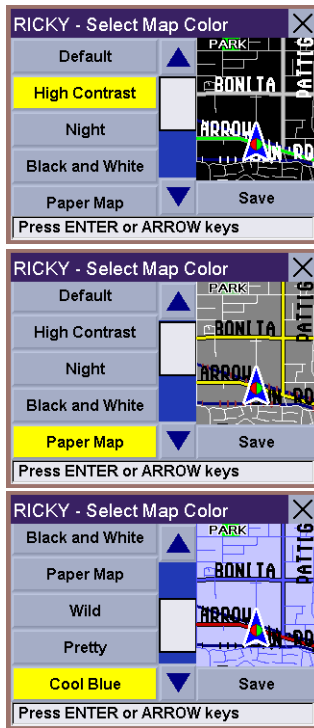 RICKY - Select Map Color
Default
High Contrast
Night
Black and White
Paper Map
PARK
BONITA
ARROW
Save
Press ENTER or ARROW keys
RICKY - Select Map Color
Default
High Contrast
Night
Black and White
Paper Map
PARK
BONITA
ARROW
Save
Press ENTER or ARROW keys
RICKY - Select Map Color
Black and White
Paper Map
Wild
Pretty
Cool Blue
PARK
BONITA
ARROW
Save
Press ENTER or ARROW keys